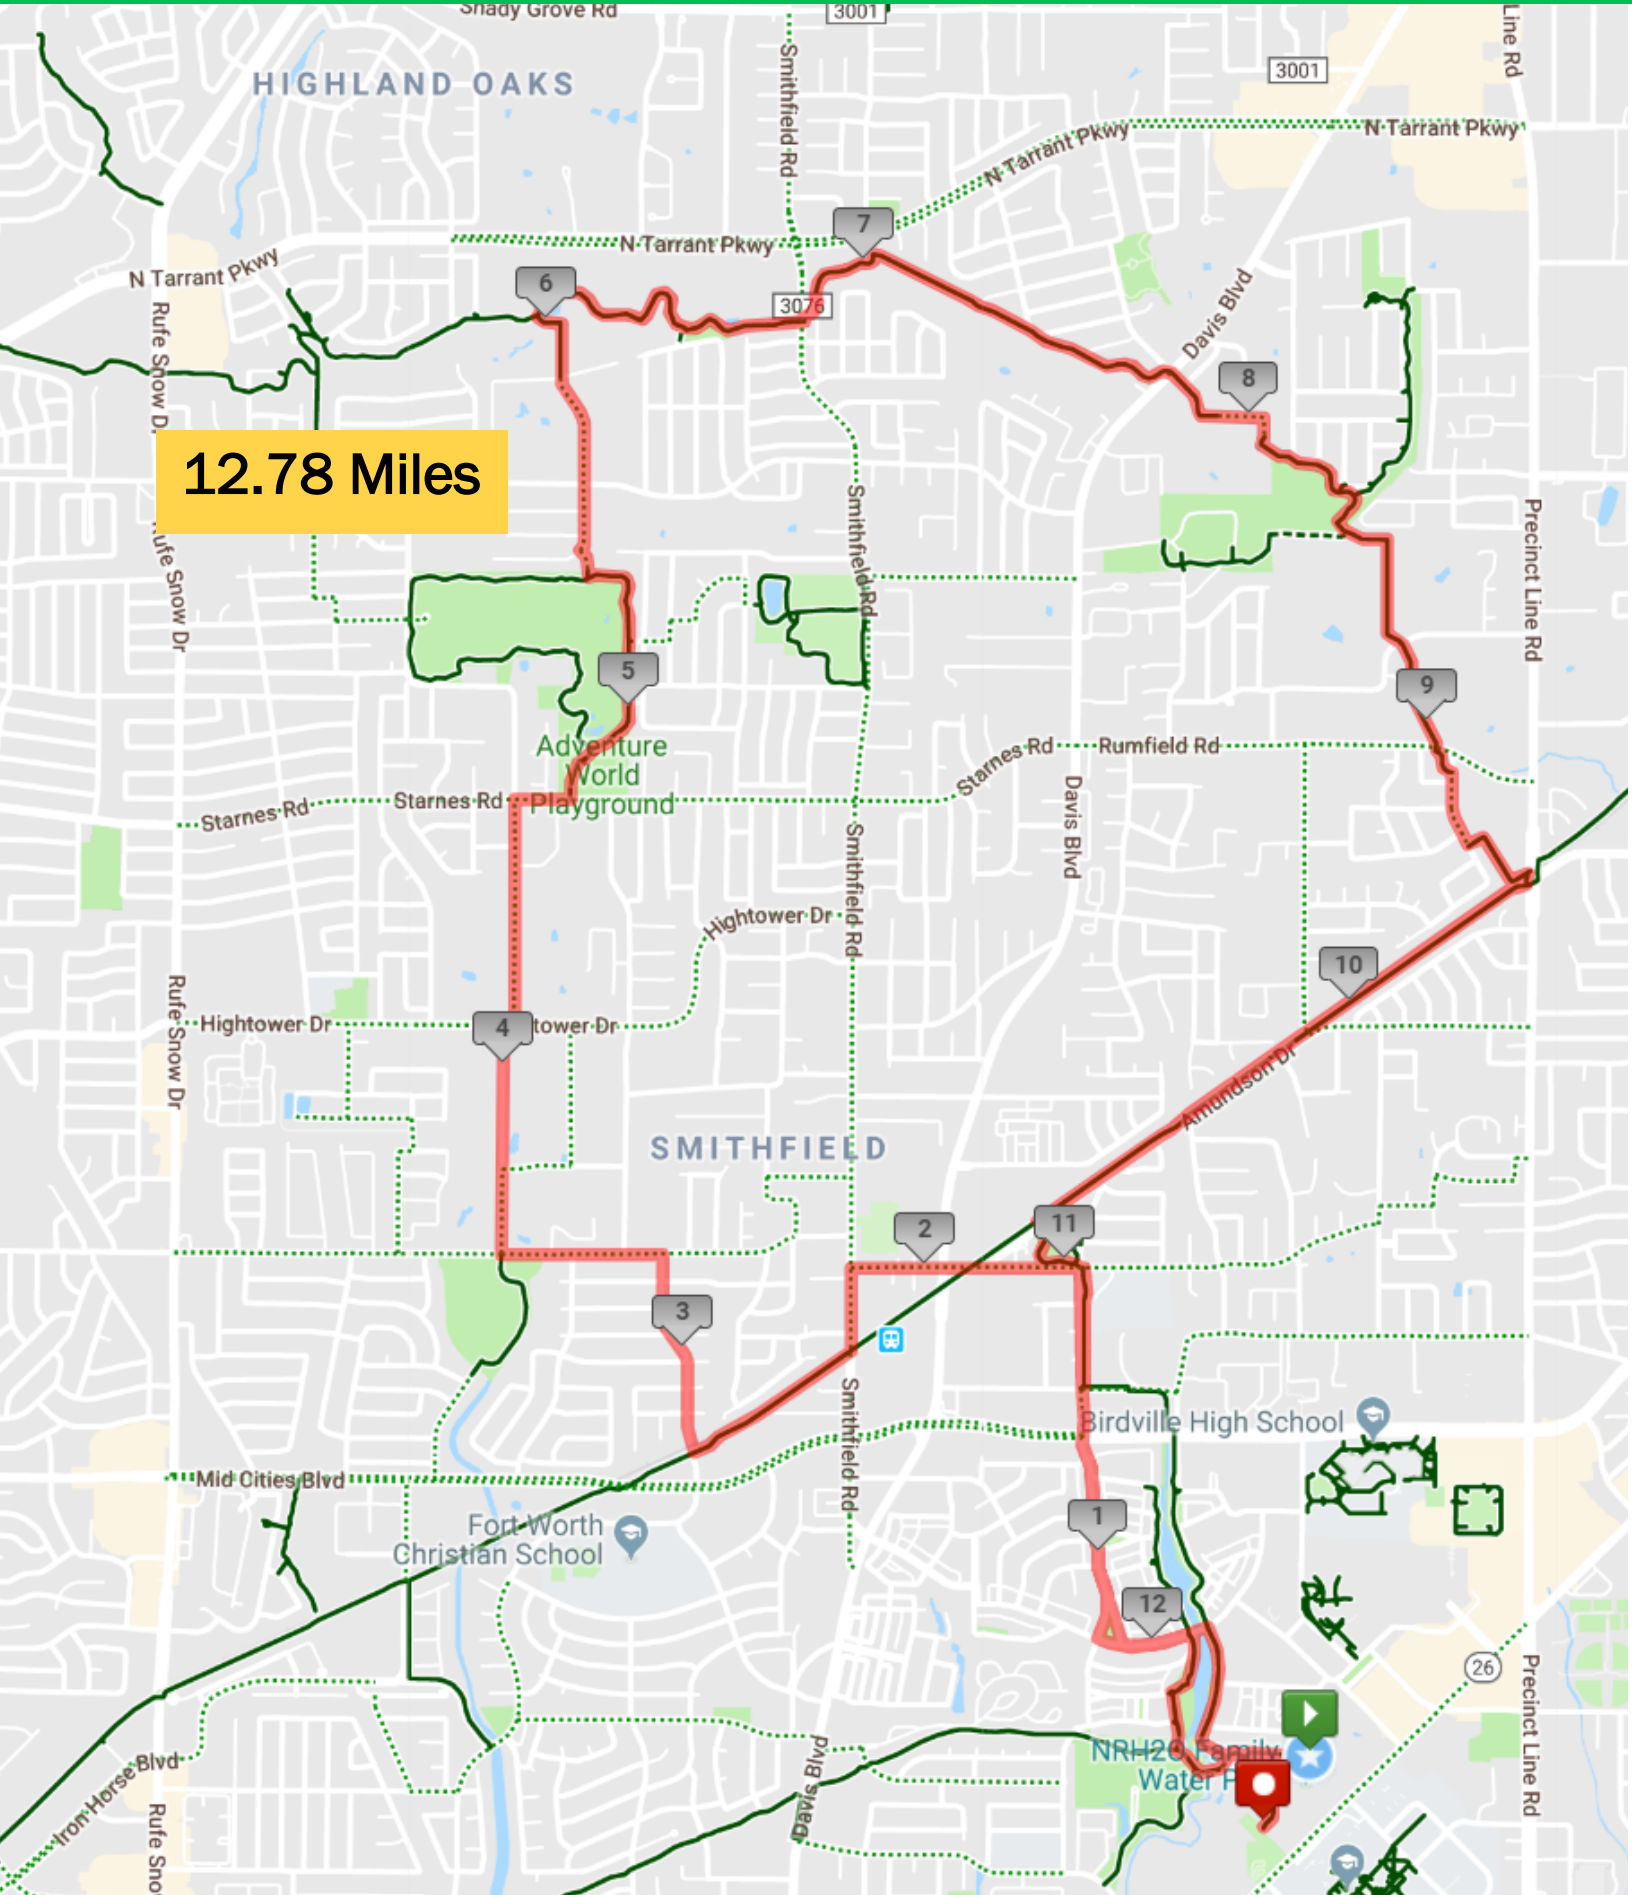 Shady Grove Rd
3001
Line Rd
HIGHLAND OAKS
Smithfield Rd
3001
N Tarrant Pkwy
N Tarrant Pkwy
7
N Tarrant Pkwy
N Tarrant Pkwy
6
3076
Davis Blvd
Rufe Snow D
8
12.78 Miles
Smithfield Rd
Precinct Line Rd
Rufe Snow Dr
5
9
Adventure
World
Playground
Starnes Rd
Rumfield Rd
Starnes Rd
Starnes Rd
Davis Blvd
Smithfield Rd
Hightower Dr
10
Rufe Snow Dr
Hightower Dr
4
tower Dr
Amundson Dr
SMITHFIELD
2
11
3
Smithfield Rd
Birdville High School
Mid Cities Blvd
1
Fort Worth
Christian School
12
26
Precinct Line Rd
NRH2O Family
Water P
Davis Blvd
Iron Horse Blvd
Rufe Sno